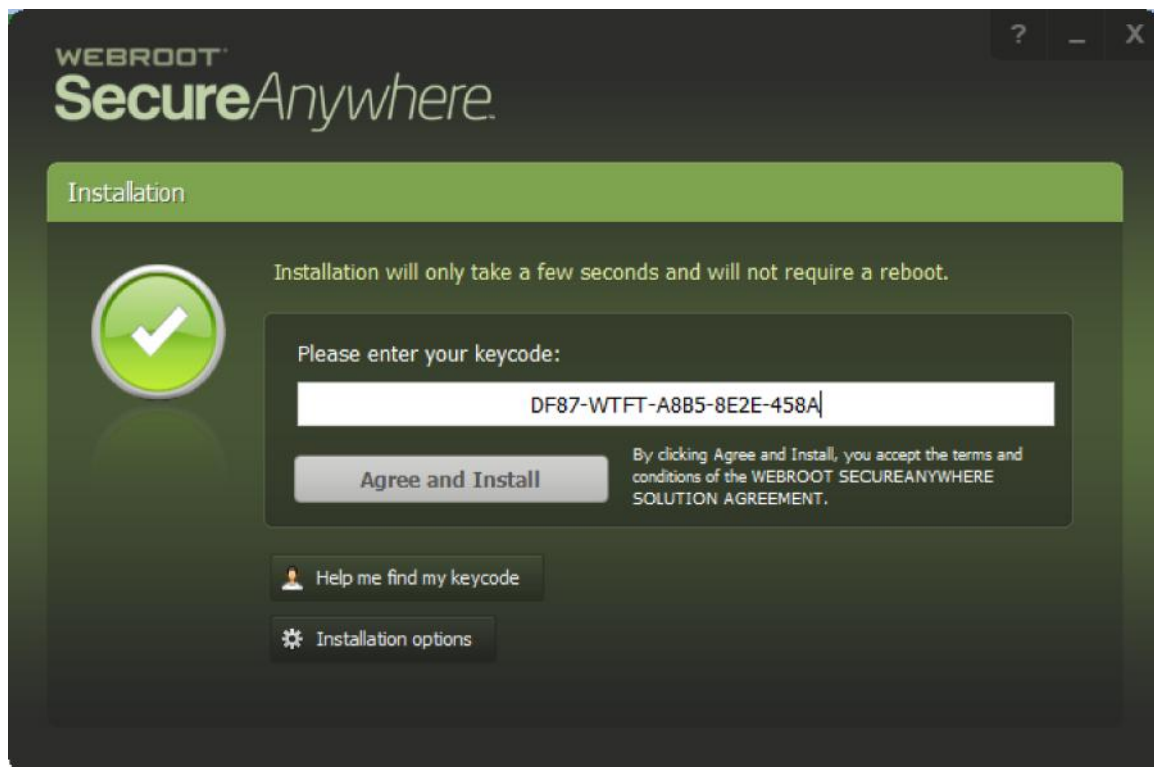 ? _ X
WEBROOT
SecureAnywhere
Installation
Installation will only take a few seconds and will not require a reboot.
Please enter your keycode:
DF87-WTFT-A8B5-8E2E-458A
Agree and Install
By clicking Agree and Install, you accept the terms and
conditions of the WEBROOT SECUREANYWHERE
SOLUTION AGREEMENT.
Help me find my keycode
Installation options